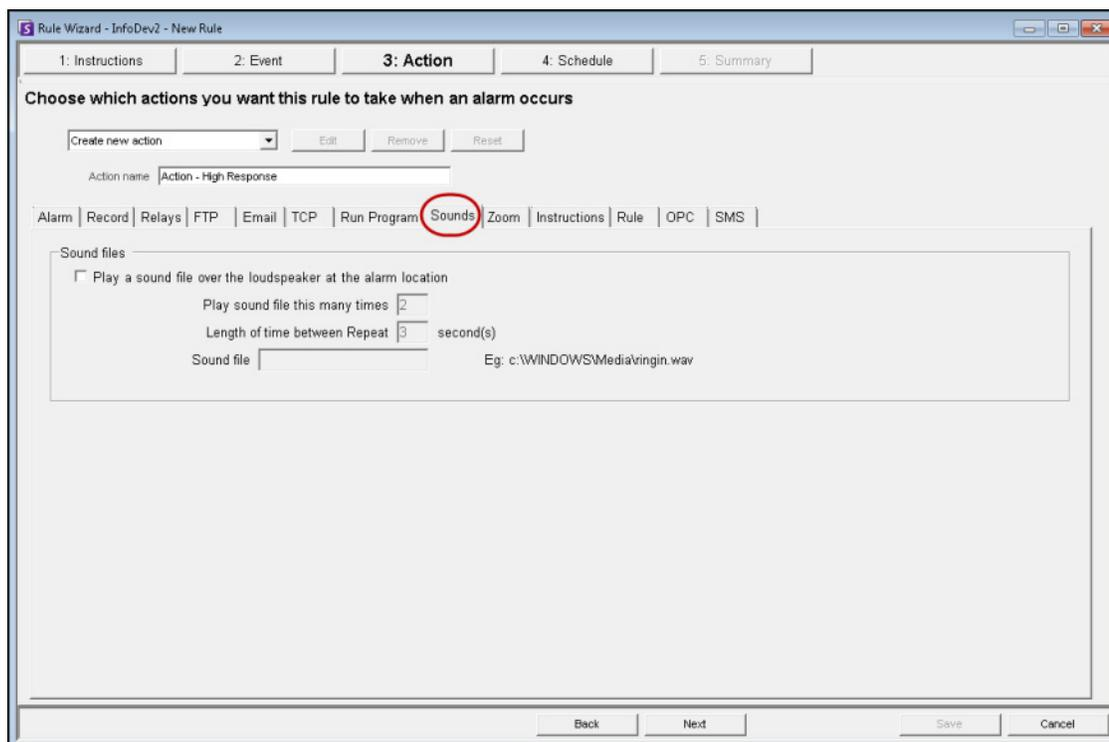 Rule Wizard - InfoDev2 - New Rule
1: Instructions 2: Event 3: Action 4: Schedule 5: Summary
Choose which actions you want this rule to take when an alarm occurs
Create new action Edit Remove Reset
Action name Action - High Response
Alarm Record Relays FTP Email TCP Run Program Sounds Zoom Instructions Rule OPC SMS
Sound files
Play a sound file over the loudspeaker at the alarm location
Play sound file this many times 2
Length of time between Repeat 3 second(s)
Sound file Eg: c:\WINDOWS\Media\ringin.wav
Back Next Save Cancel